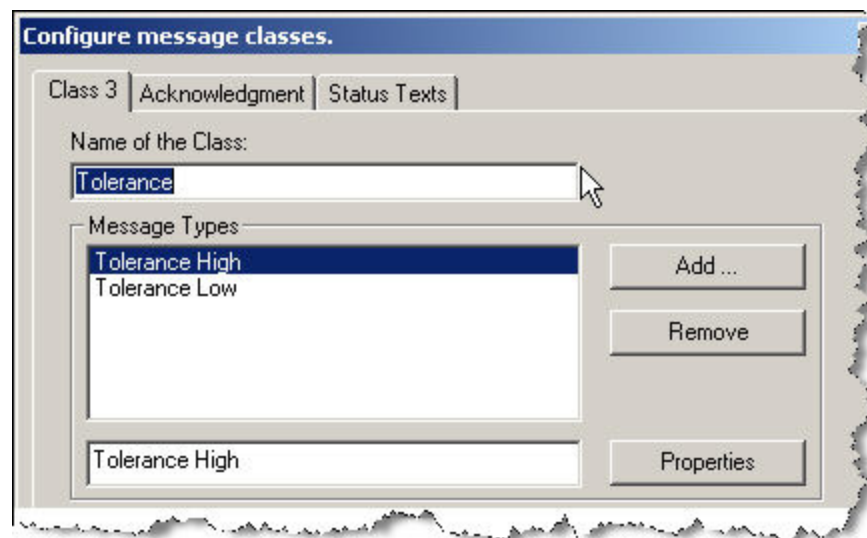 Configure message classes.
Class 3 Acknowledgment Status Texts
Name of the Class:
Tolerance
Message Types
Tolerance High
Tolerance Low
Add ...
Remove
Tolerance High
Properties